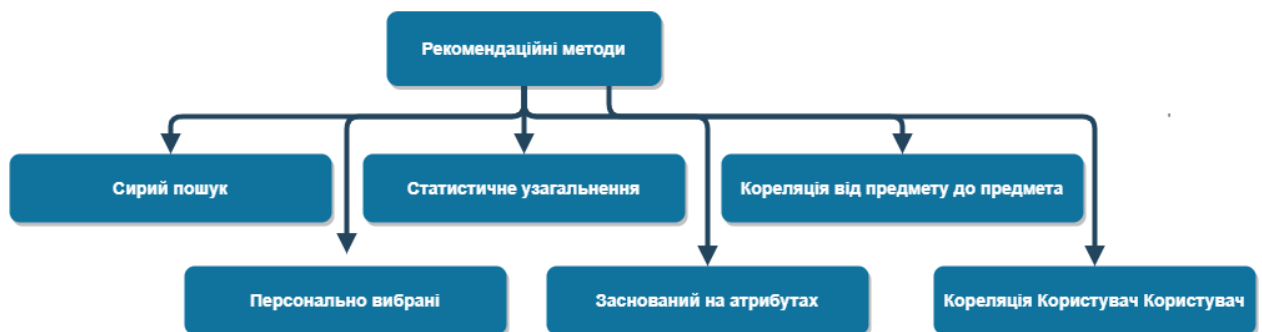 Рекомендаційні методи
Сирий пошук
Статистичне узагальнення
Кореляція від предмету до предмета
Персонально вибрані
Заснований на атрибутах
Кореляція Користувач Користувач